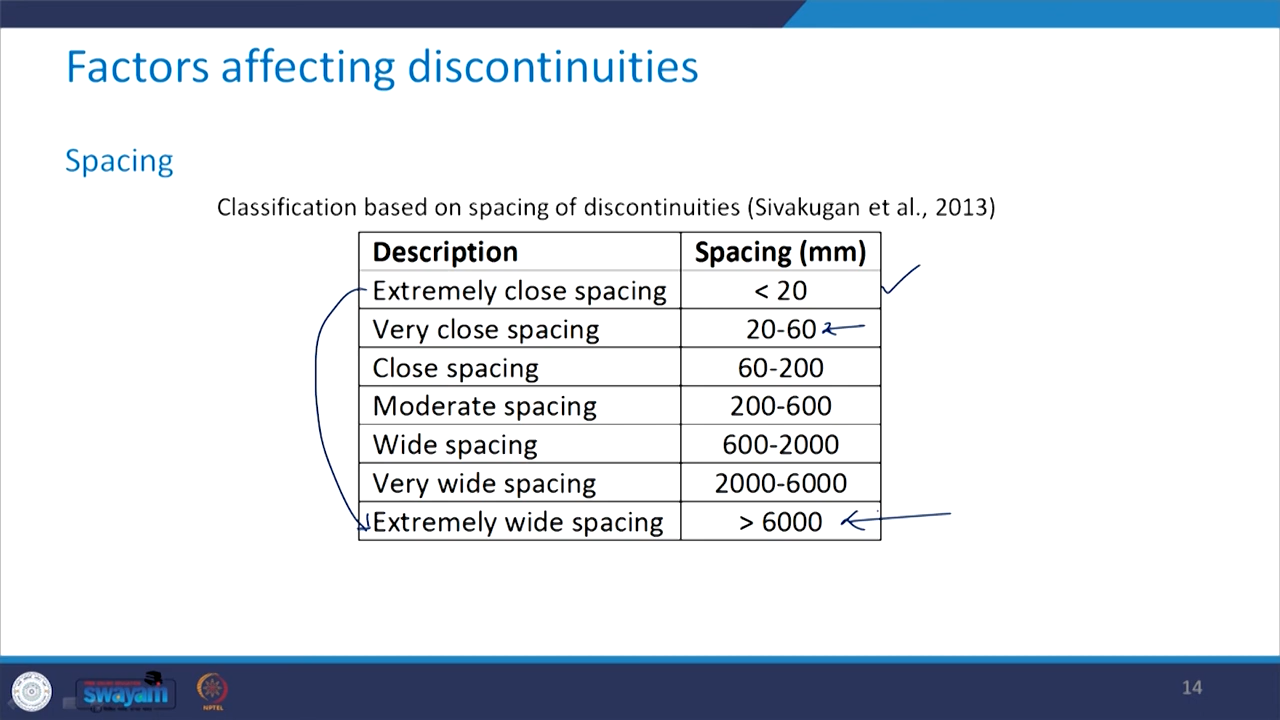 Factors affecting discontinuities
Spacing
Classification based on spacing of discontinuities (Sivakugan et al., 2013)
Description Spacing (mm)
Extremely close spacing < 20
Very close spacing 20-60
Close spacing 60-200
Moderate spacing 200-600
Wide spacing 600-2000
Very wide spacing 2000-6000
Extremely wide spacing > 6000
swayam NPTEL 14